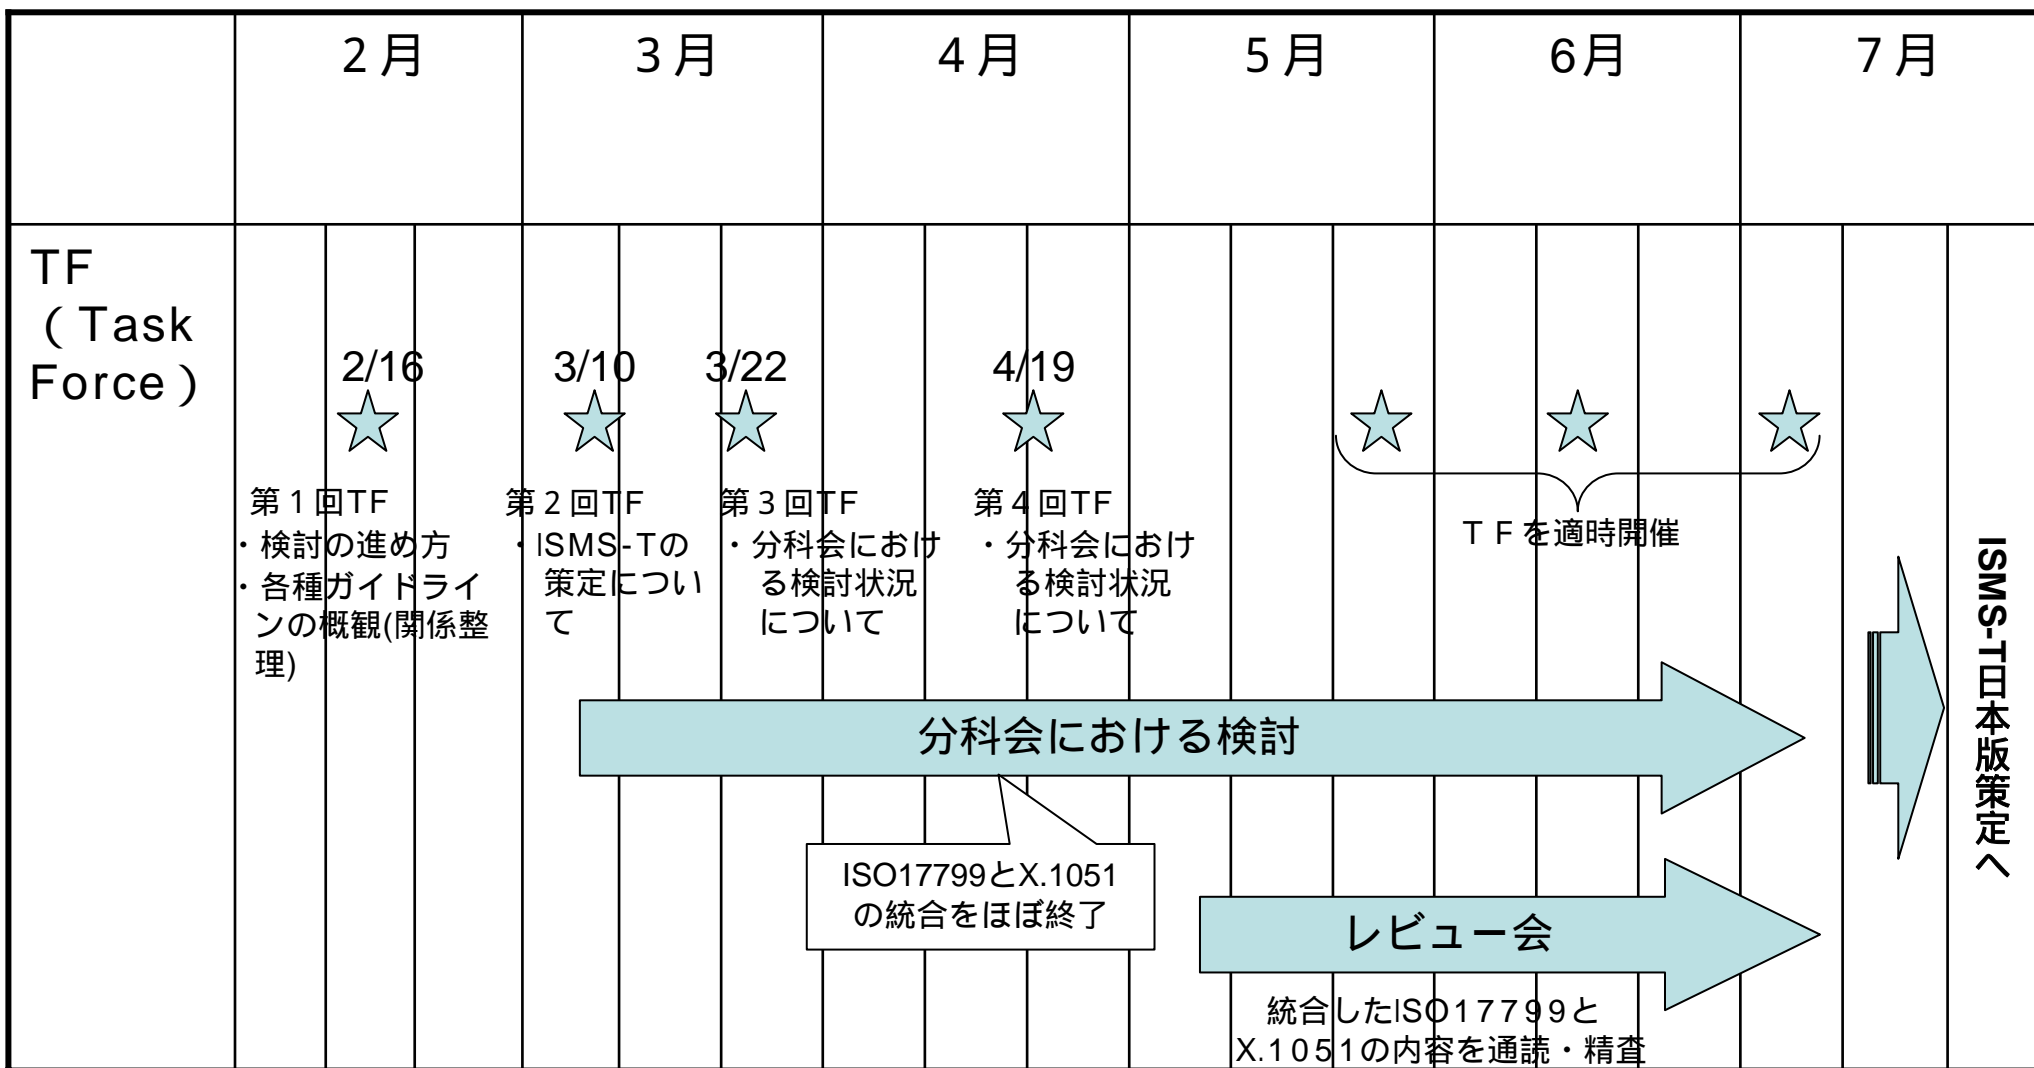 2月
3月
4月
5月
6月
7月
TF
(Task
Force)
2/16
3/10
3/22
4/19
第1回TF
・検討の進め方
・各種ガイドライ
ンの概観(関係整
理)
第2回TF
・ISMS-Tの
策定につい
て
第3回TF
・分科会におけ
る検討状況
について
第4回TF
・分科会におけ
る検討状況
について
TFを適時開催
分科会における検討
ISO17799とX.1051
の統合をほぼ終了
レビュー会
統合したISO17799と
X.1051の内容を通読・精査
ISMS-T日本版策定へ